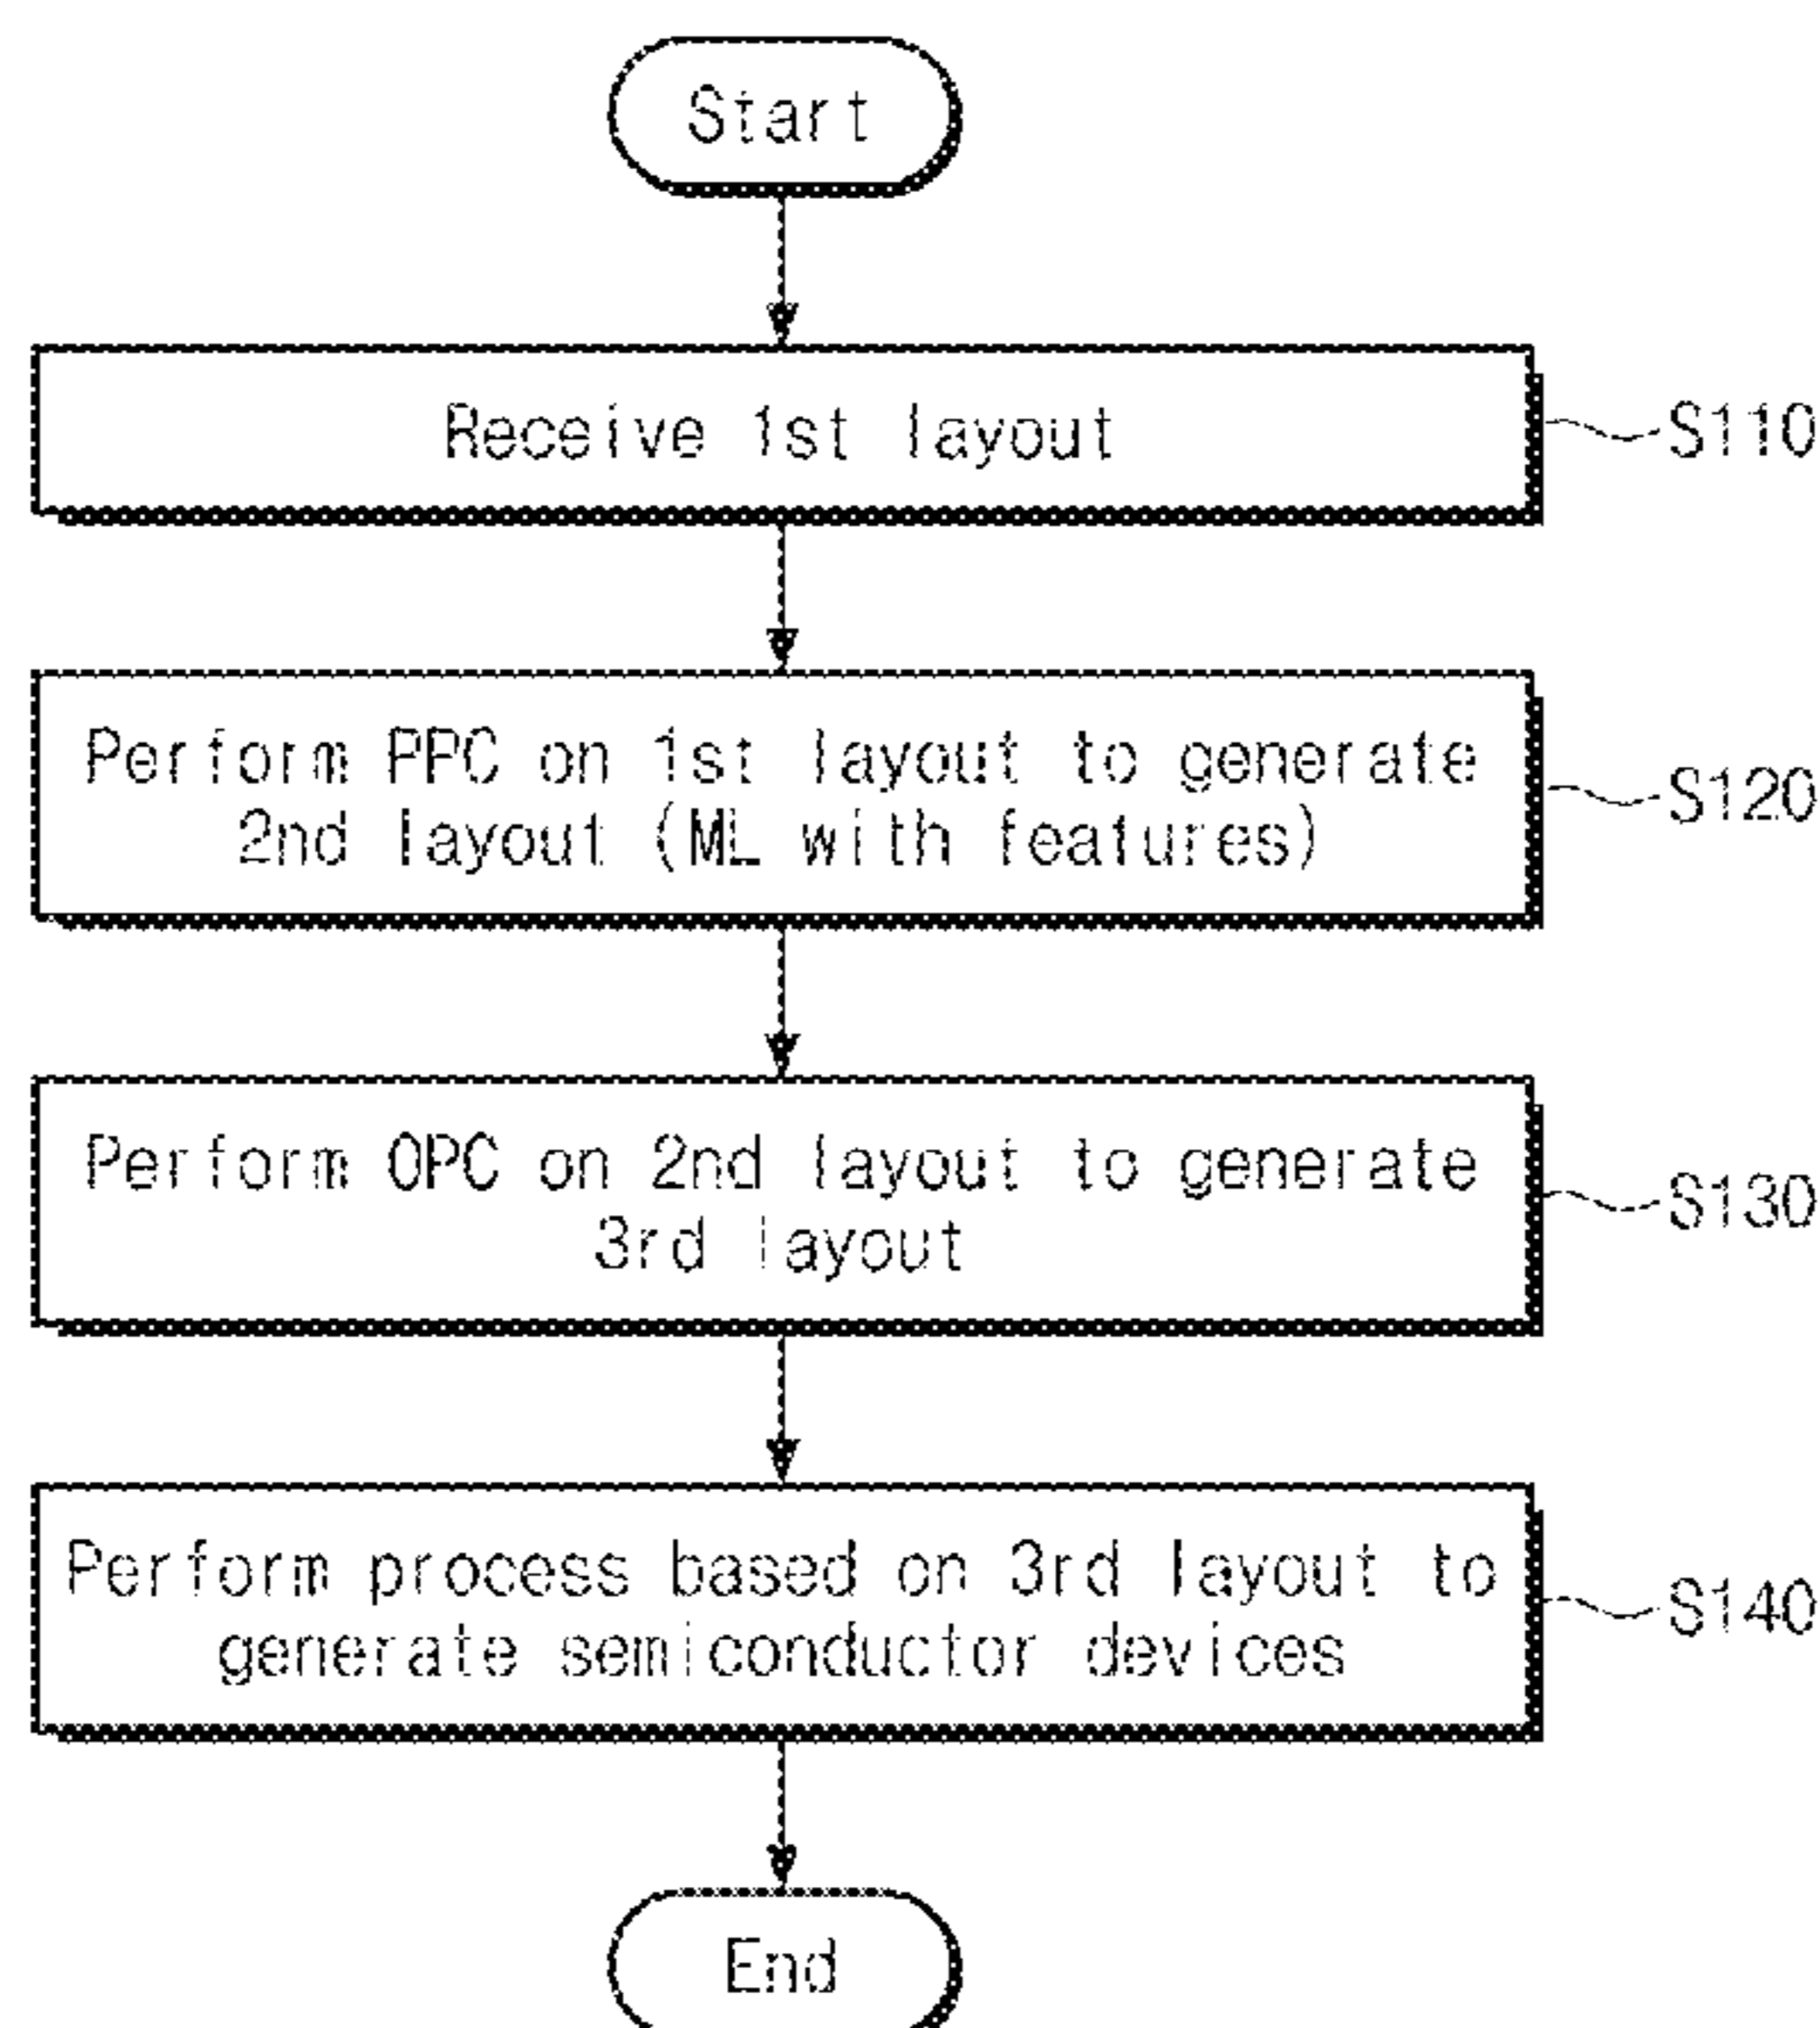 Start
Receive 1st layout
S110
Perform PPC on 1st layout to generate
2nd layout (ML with features)
S120
Perform OPC on 2nd layout to generate
3rd layout
S130
Perform process based on 3rd layout to
generate semiconductor devices
S140
End